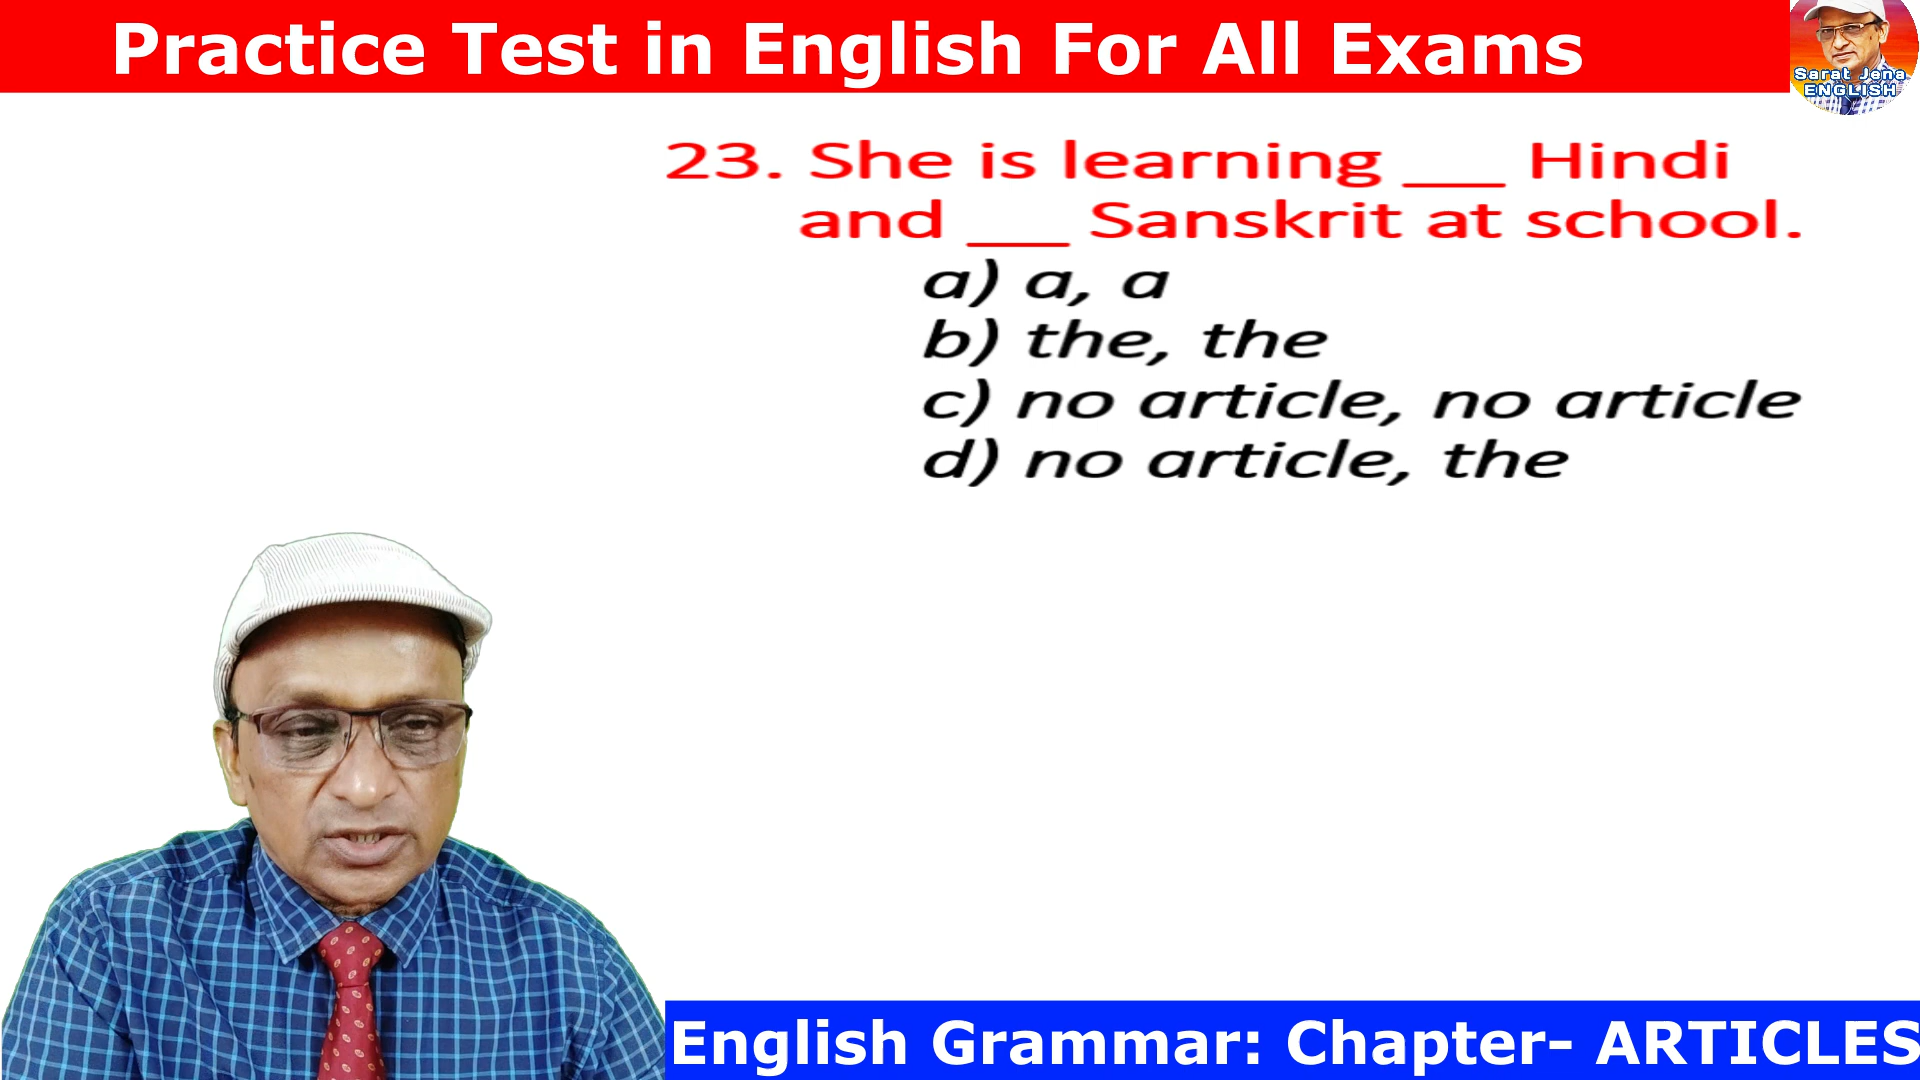 Practice Test in English For All Exams
Sarat Jena
ENGLISH
23. She is learning ___ Hindi
and ___ Sanskrit at school.
a) a, a
b) the, the
c) no article, no article
d) no article, the
English Grammar: Chapter- ARTICLES